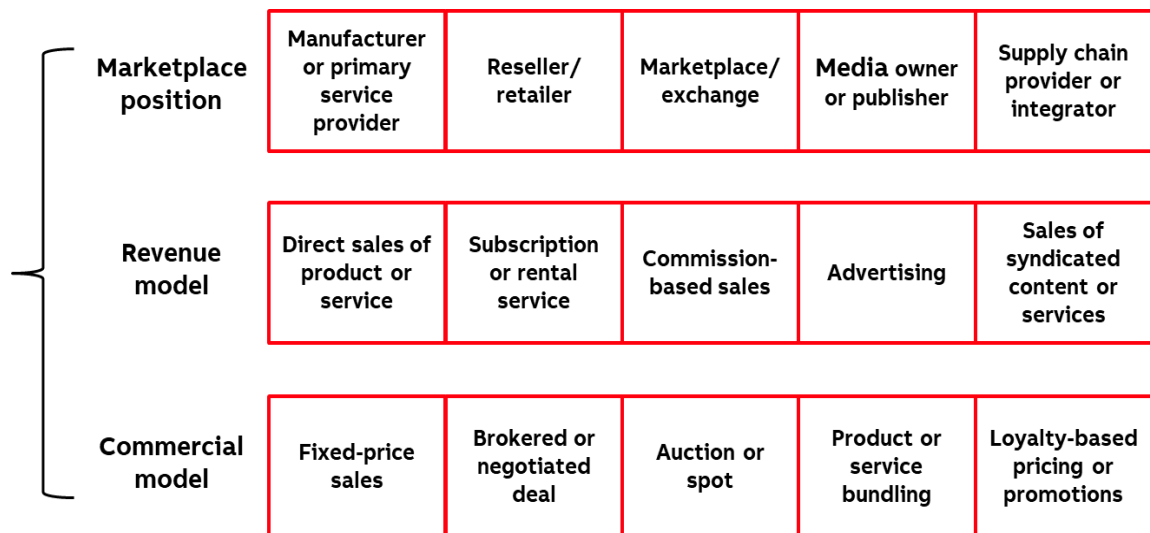 Marketplace
position
Manufacturer
or primary
service
provider
Reseller/
retailer
Marketplace/
exchange
Media owner
or publisher
Supply chain
provider or
integrator
Revenue
model
Direct sales of
product or
service
Subscription
or rental
service
Commission-
based sales
Advertising
Sales of
syndicated
content or
services
Commercial
model
Fixed-price
sales
Brokered or
negotiated
deal
Auction or
spot
Product or
service
bundling
Loyalty-based
pricing or
promotions